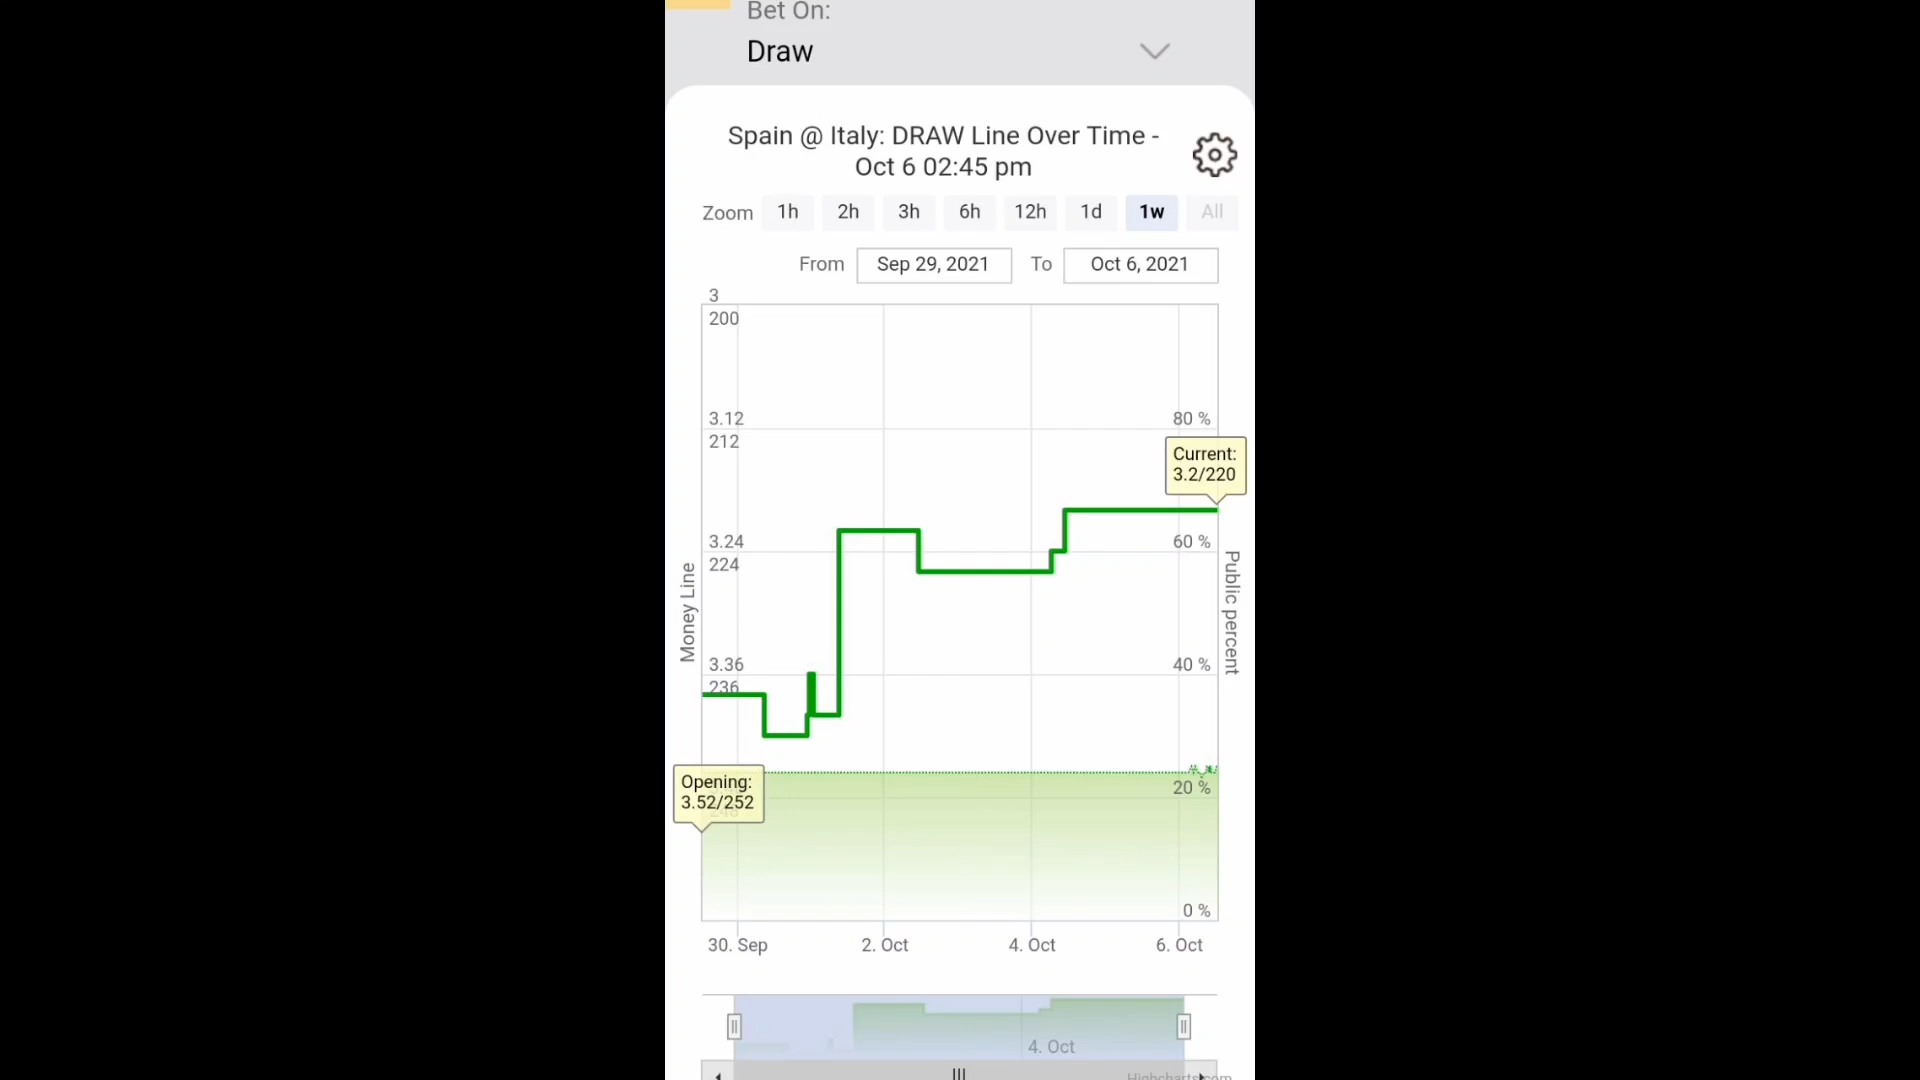 Bet On:
Draw
Spain @ Italy: DRAW Line Over Time -
Oct 6 02:45 pm
Zoom 1h 2h 3h 6h 12h 1d 1w All
From Sep 29, 2021 To Oct 6, 2021
3
200
3.12 80 %
212
Current:
3.2/220
3.24 60 %
224
Money Line
Public percent
3.36 40 %
236
Opening:
3.52/252
20 %
0 %
30. Sep 2. Oct 4. Oct 6. Oct
4. Oct
Highcharts.com